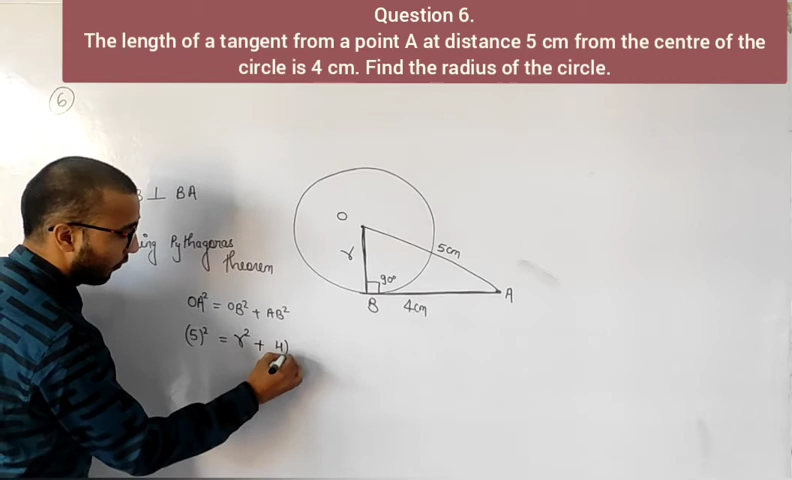 Question 6.
The length of a tangent from a point A at distance 5 cm from the centre of the
circle is 4 cm. Find the radius of the circle.
6
⊥ BA
Pythagoras
theorem
OA² = OB² + AB²
(5)² = r² + 4)
O
r
5cm
90°
B
4cm
A